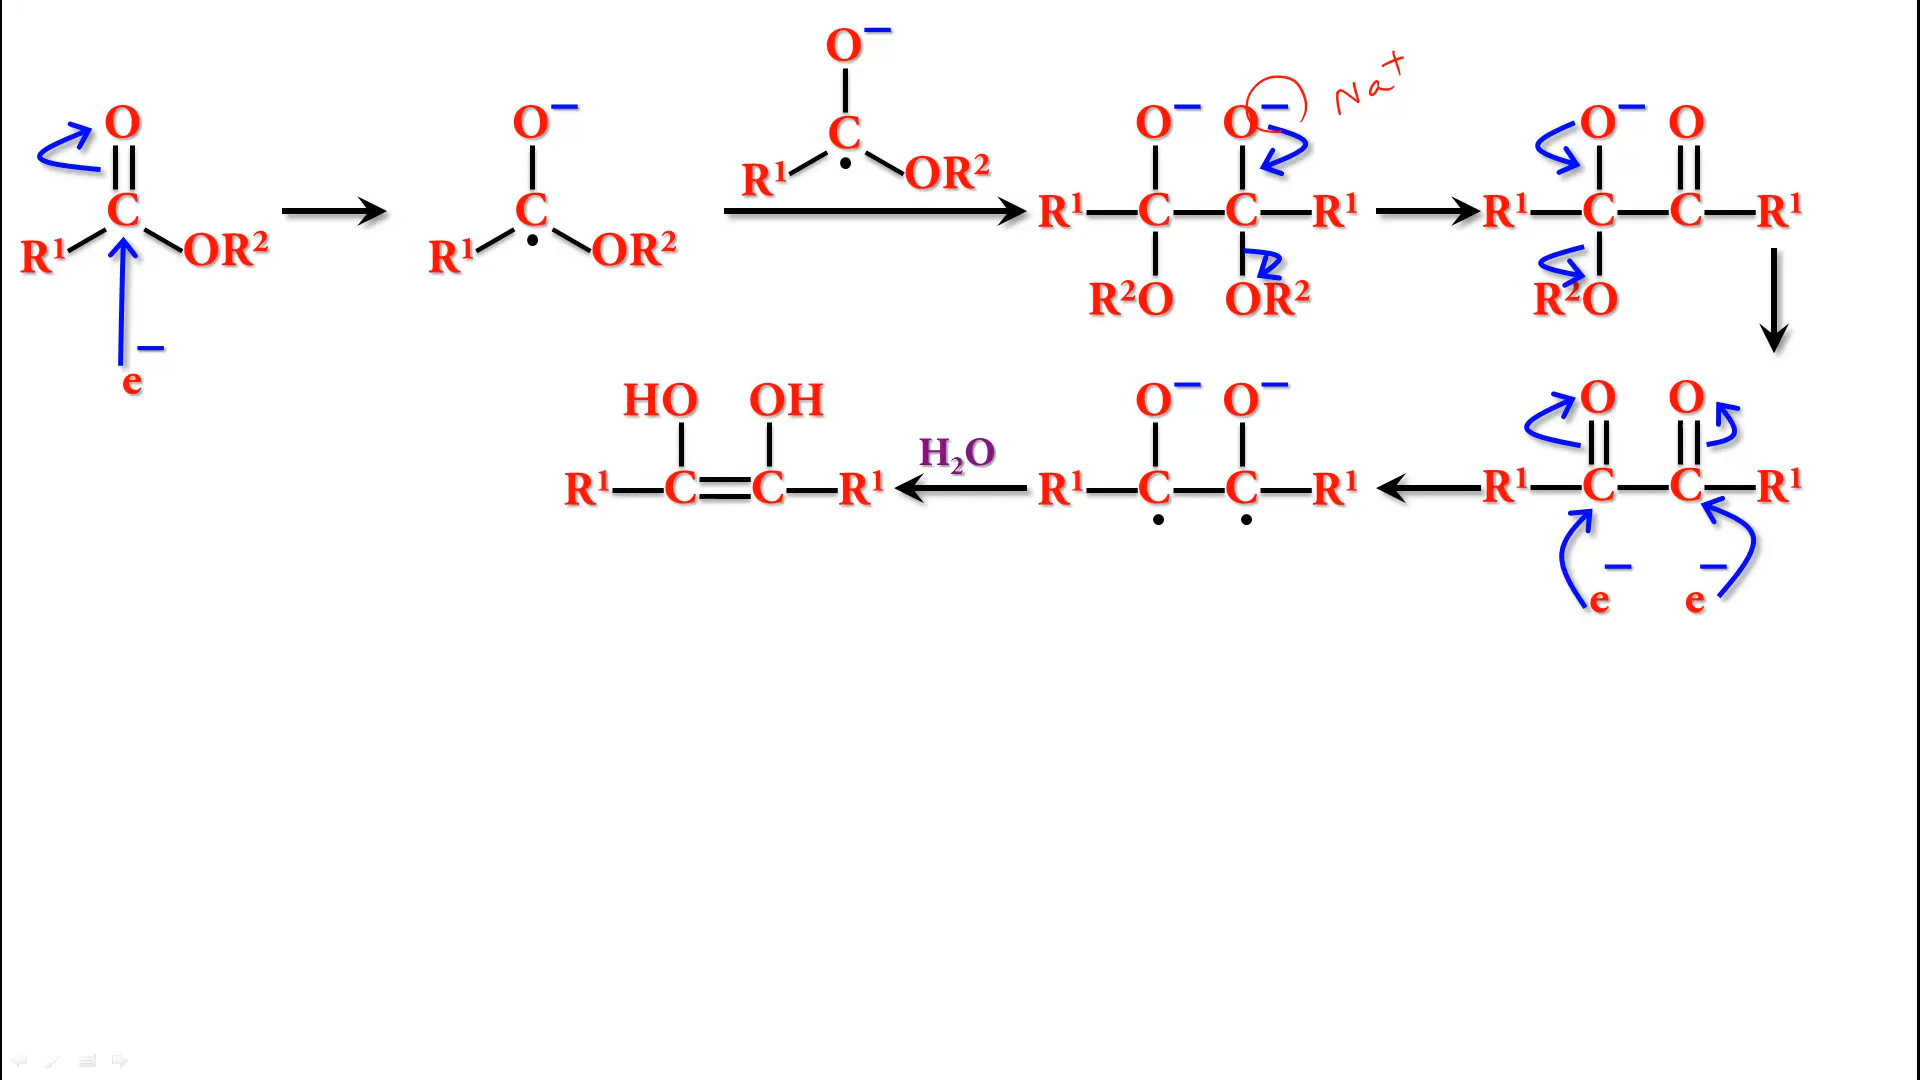 O⁻
O O⁻ C• R¹ OR² O⁻ O⁻ Na⁺ O⁻ O
C C• R¹ C C R¹ R¹ C C R¹
R¹ OR² R¹ OR² R²O OR² R²O
e⁻
HO OH O⁻ O⁻ O O
R¹ C C R¹ H₂O R¹ C• C• R¹ R¹ C C R¹
e⁻ e⁻